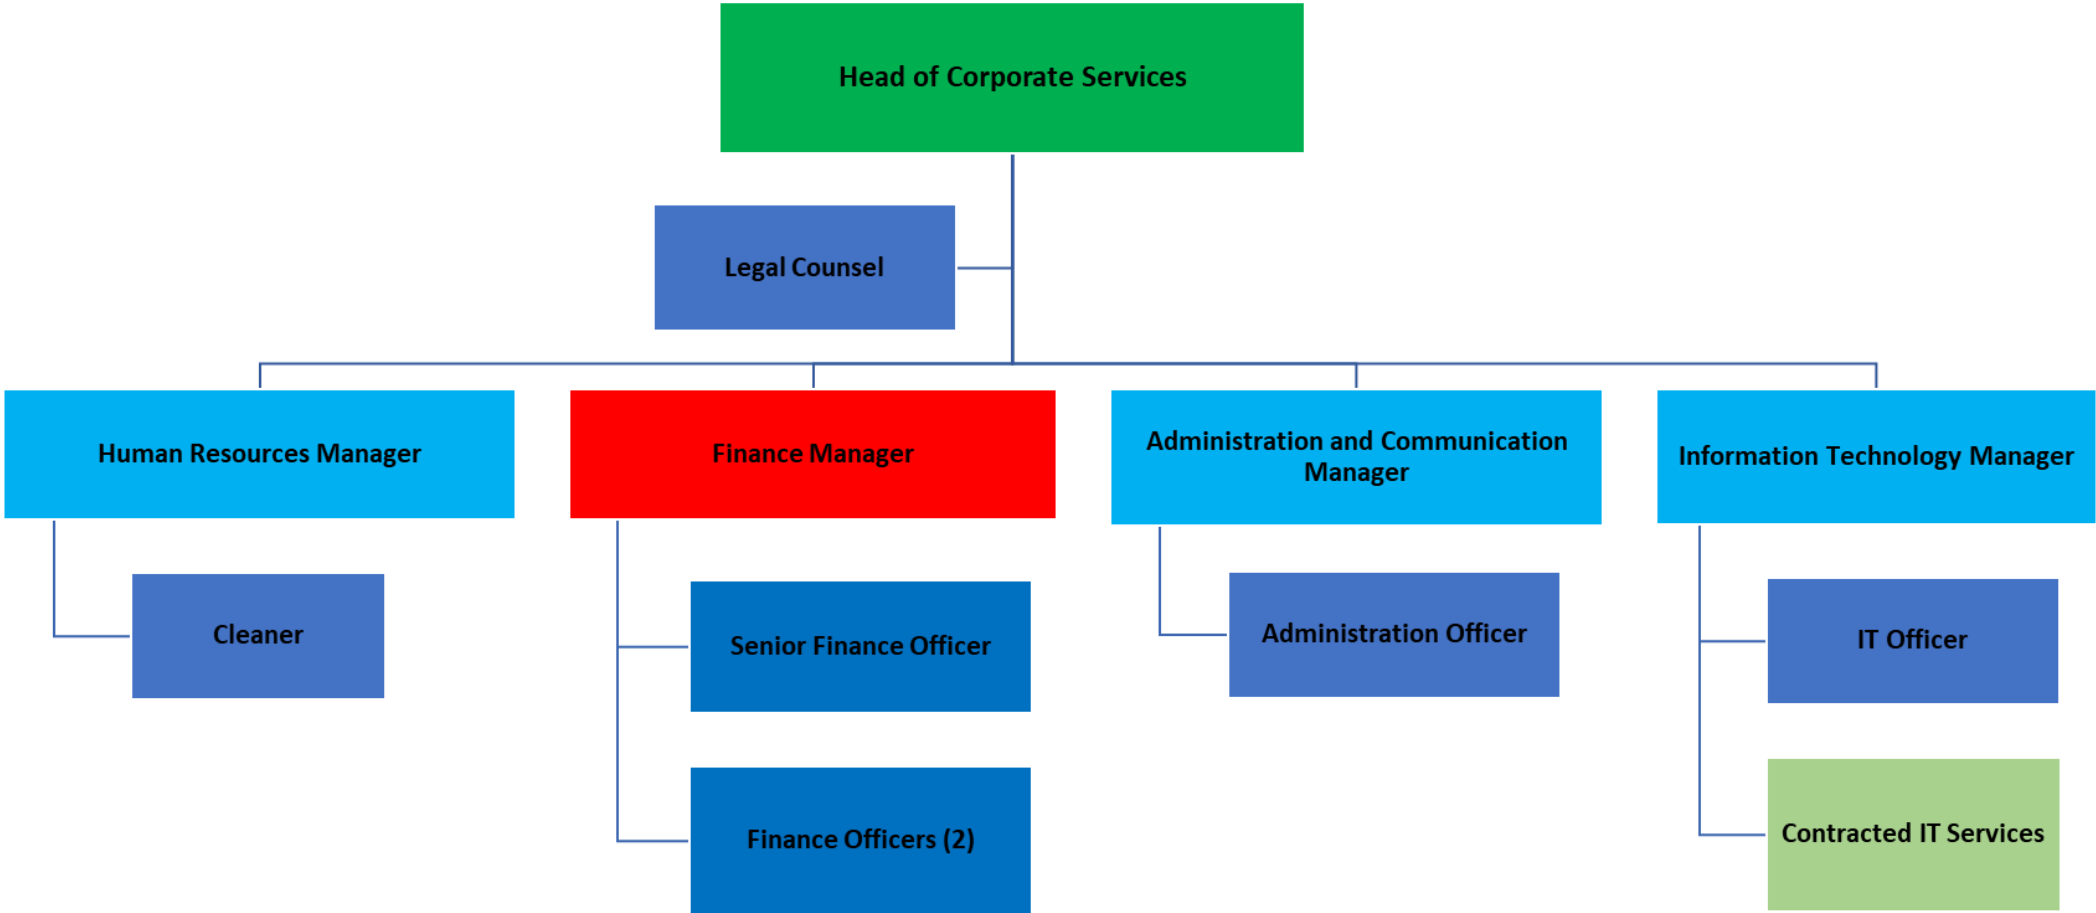 Head of Corporate Services
Legal Counsel
Human Resources Manager
Finance Manager
Administration and Communication
Manager
Information Technology Manager
Cleaner
Senior Finance Officer
Administration Officer
IT Officer
Finance Officers (2)
Contracted IT Services